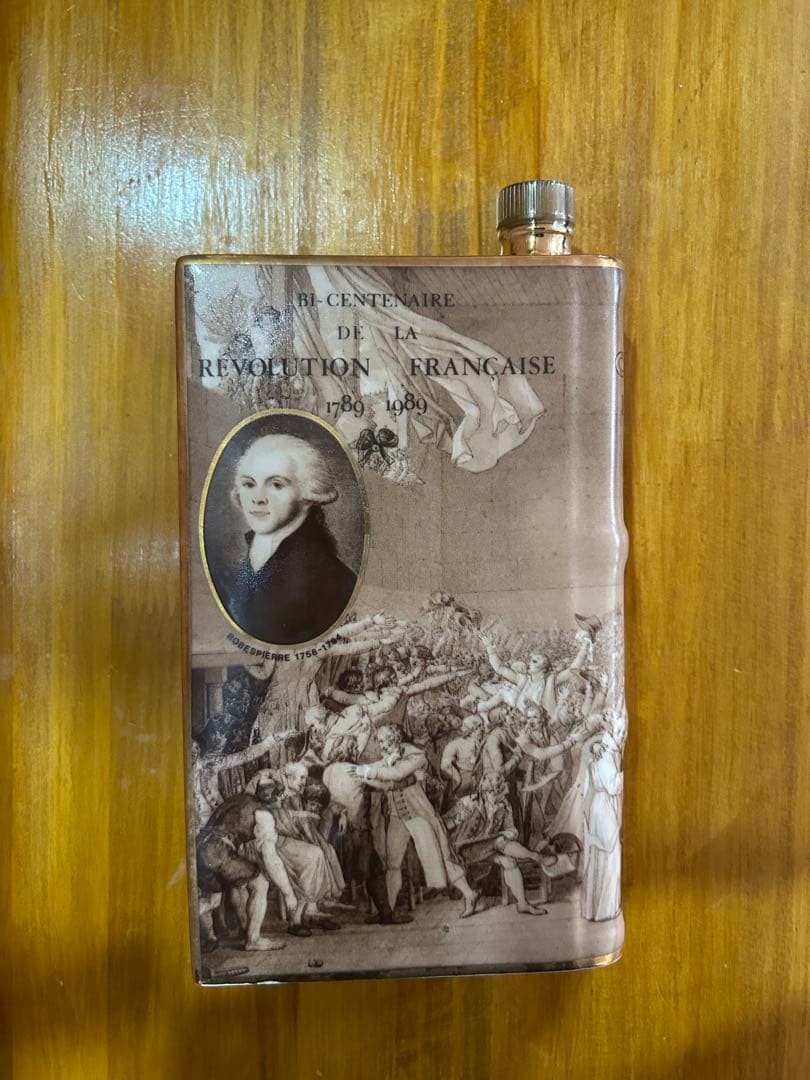 BI-CENTENAIRE
DE LA
RÉVOLUTION FRANÇAISE
1789 1989
ROBESPIERRE 1758-1794